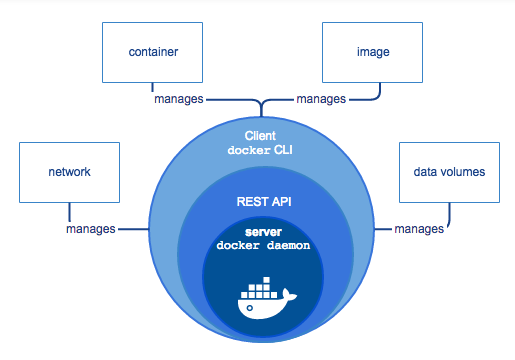 container
image
manages
manages
Client
docker CLI
network
data volumes
REST API
manages
server
manages
docker daemon